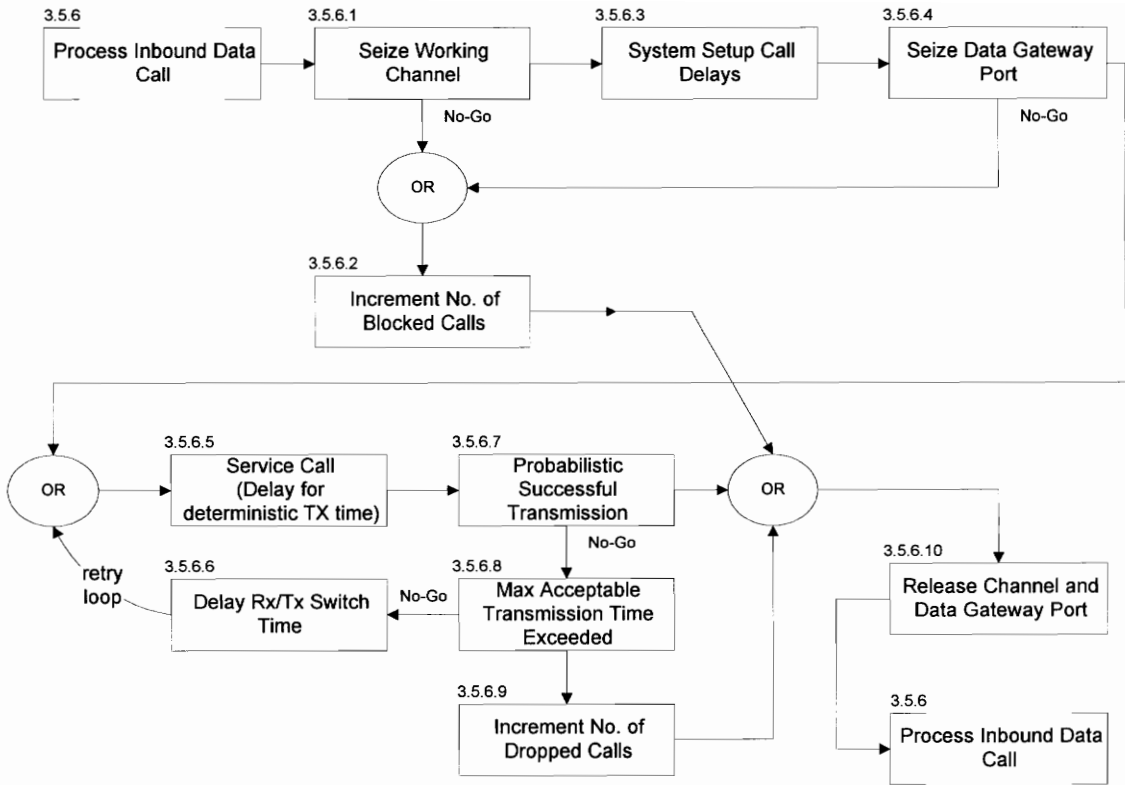 3.5.6
Process Inbound Data
Call
3.5.6.1
Seize Working
Channel
3.5.6.3
System Setup Call
Delays
3.5.6.4
Seize Data Gateway
Port
No-Go
No-Go
OR
3.5.6.2
Increment No. of
Blocked Calls
OR
3.5.6.5
Service Call
(Delay for
deterministic TX time)
3.5.6.7
Probabilistic
Successful
Transmission
OR
No-Go
retry
loop
3.5.6.6
Delay Rx/Tx Switch
Time
No-Go
3.5.6.8
Max Acceptable
Transmission Time
Exceeded
3.5.6.10
Release Channel and
Data Gateway Port
3.5.6.9
Increment No. of
Dropped Calls
3.5.6
Process Inbound Data
Call